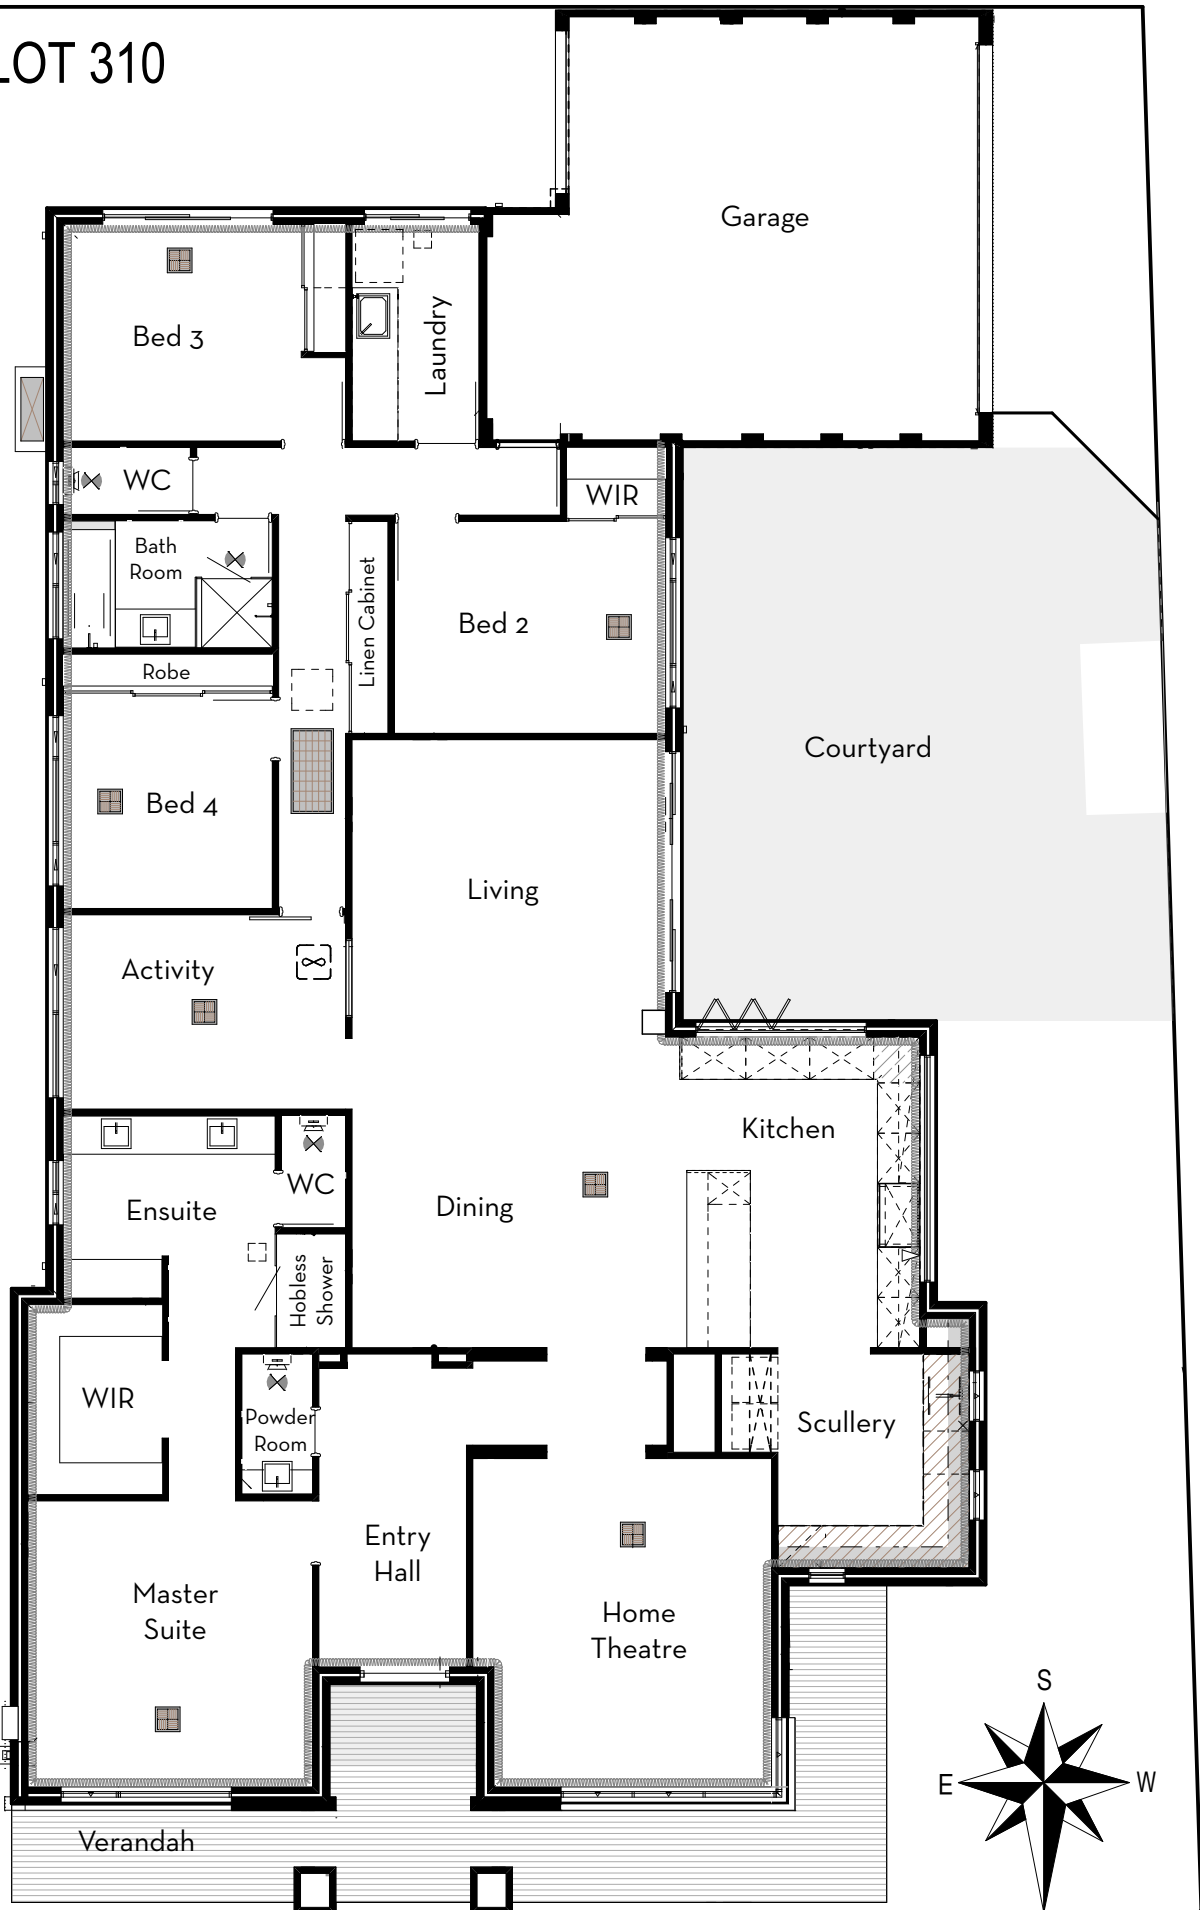 LOT 310
Garage
Bed 3
Laundry
WC
WIR
Bath
Room
Linen Cabinet
Bed 2
Robe
Courtyard
Bed 4
Living
Activity
Kitchen
WC
Ensuite
Dining
Hobless
Shower
WIR
Powder
Room
Scullery
Entry
Hall
Master
Suite
Home
Theatre
S
E
W
Verandah